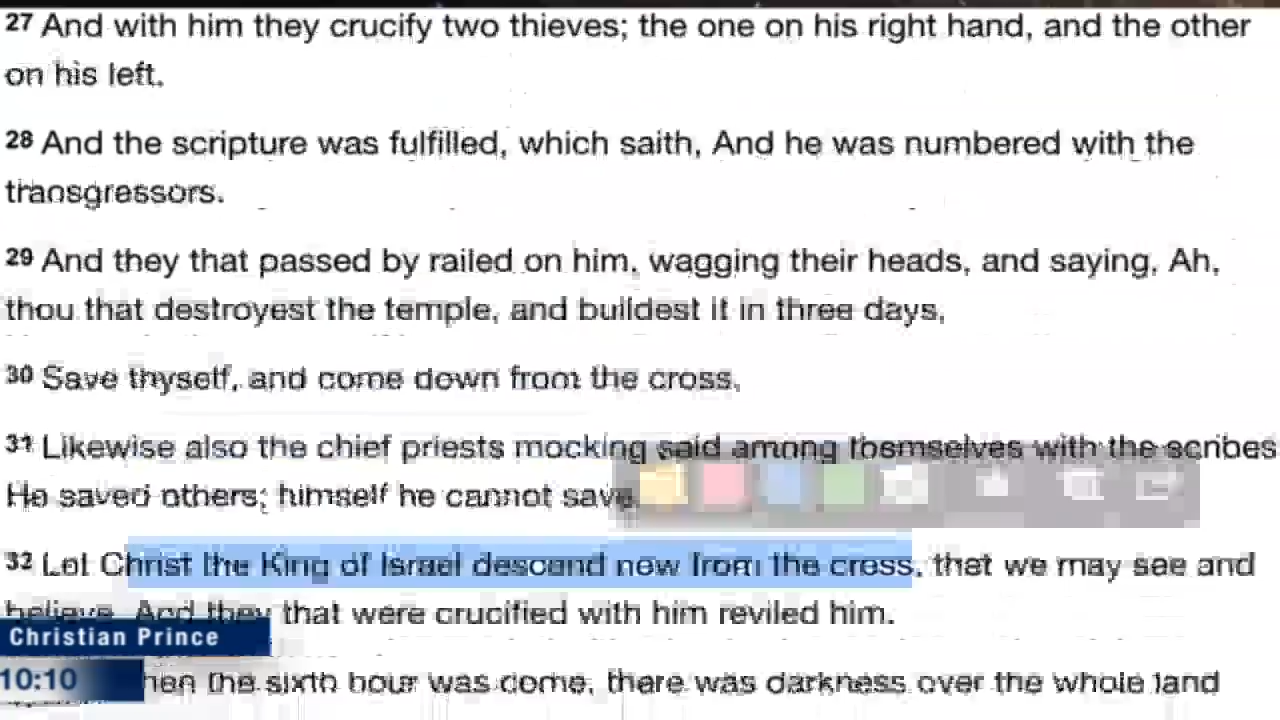 27 And with him they crucify two thieves; the one on his right hand, and the other
on his left.
28 And the scripture was fulfilled, which saith, And he was numbered with the
transgressors.
29 And they that passed by railed on him, wagging their heads, and saying, Ah,
thou that destroyest the temple, and buildest it in three days,
30 Save thyself, and come down from the cross.
31 Likewise also the chief priests mocking said among themselves with the scribes
He saved others; himself he cannot save.
32 Let Christ the King of Israel descend now from the cross, that we may see and
believe. And they that were crucified with him reviled him.
Christian Prince
10:10
the sixth hour was come, there was darkness over the whole land